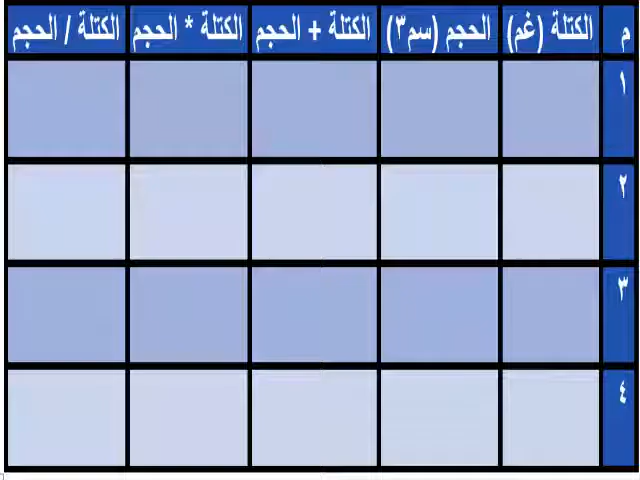 م الكتلة (غم) الحجم (سم٣) الكتلة + الحجم الكتلة * الحجم الكتلة / الحجم
١
٢
٣
٤